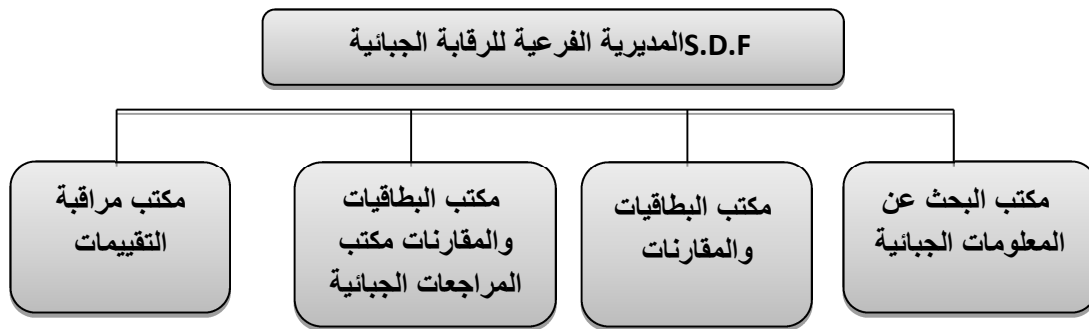 S.D.Fالمديرية الفرعية للرقابة الجبائية
مكتب البحث عن
المعلومات الجبائية
مكتب البطاقيات
والمقارنات
مكتب البطاقيات
والمقارنات مكتب
المراجعات الجبائية
مكتب مراقبة
التقييمات